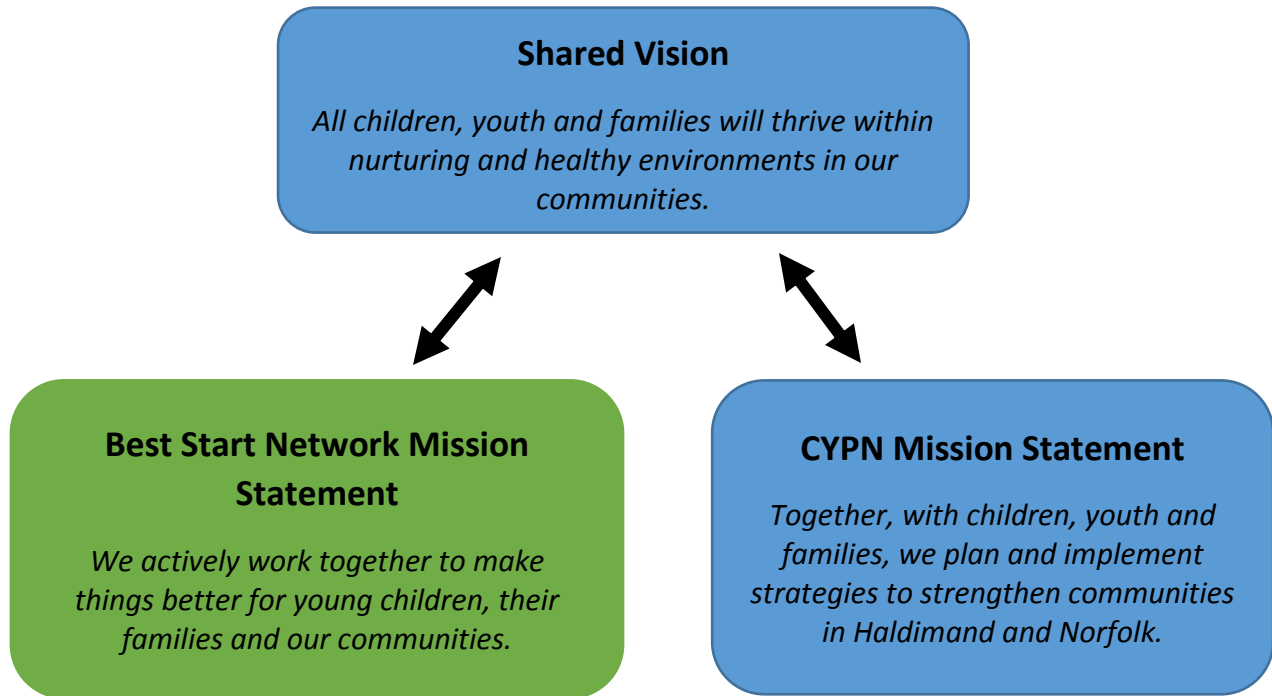 Shared Vision
All children, youth and families will thrive within
nurturing and healthy environments in our
communities.
Best Start Network Mission
Statement
We actively work together to make
things better for young children, their
families and our communities.
CYPN Mission Statement
Together, with children, youth and
families, we plan and implement
strategies to strengthen communities
in Haldimand and Norfolk.